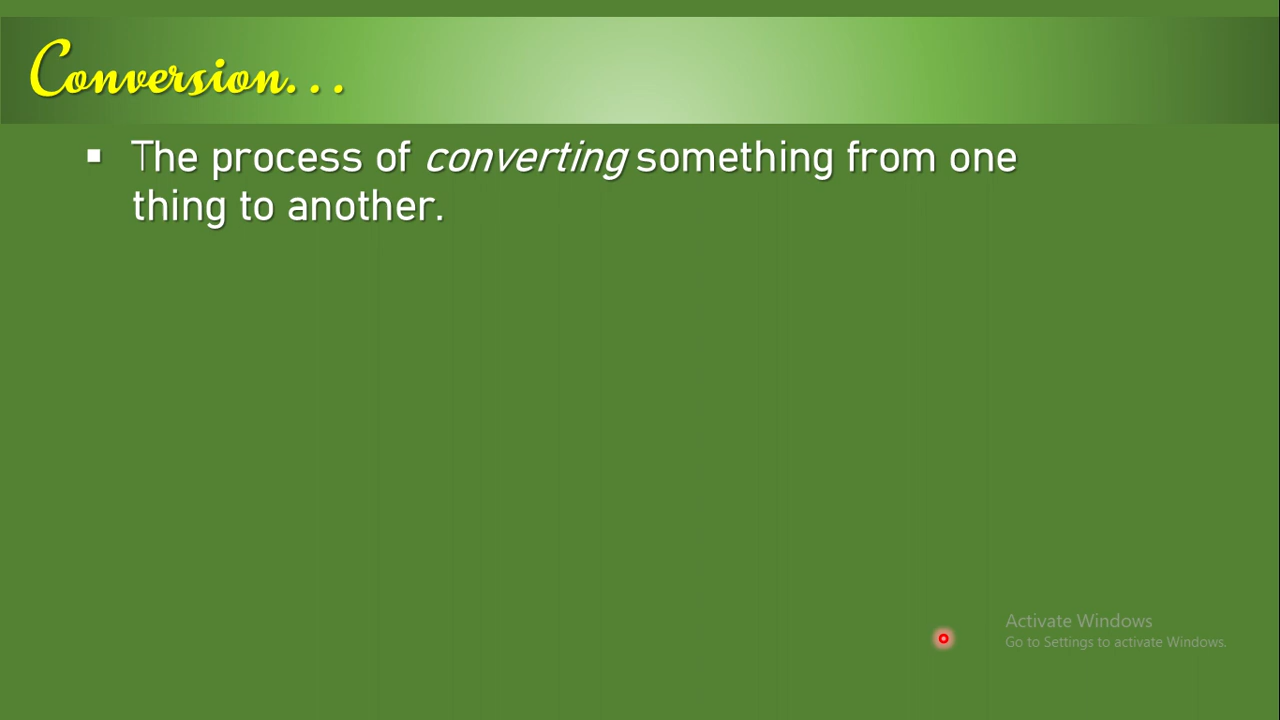 Conversion...
▪ The process of converting something from one
thing to another.
Activate Windows
Go to Settings to activate Windows.